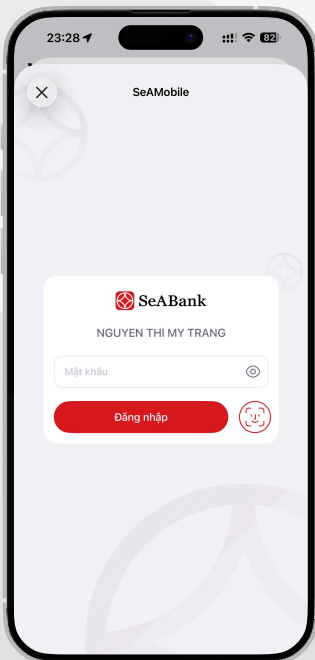 23:28
82
SeAMobile
SeABank
NGUYEN THI MY TRANG
Mật khẩu
Đăng nhập